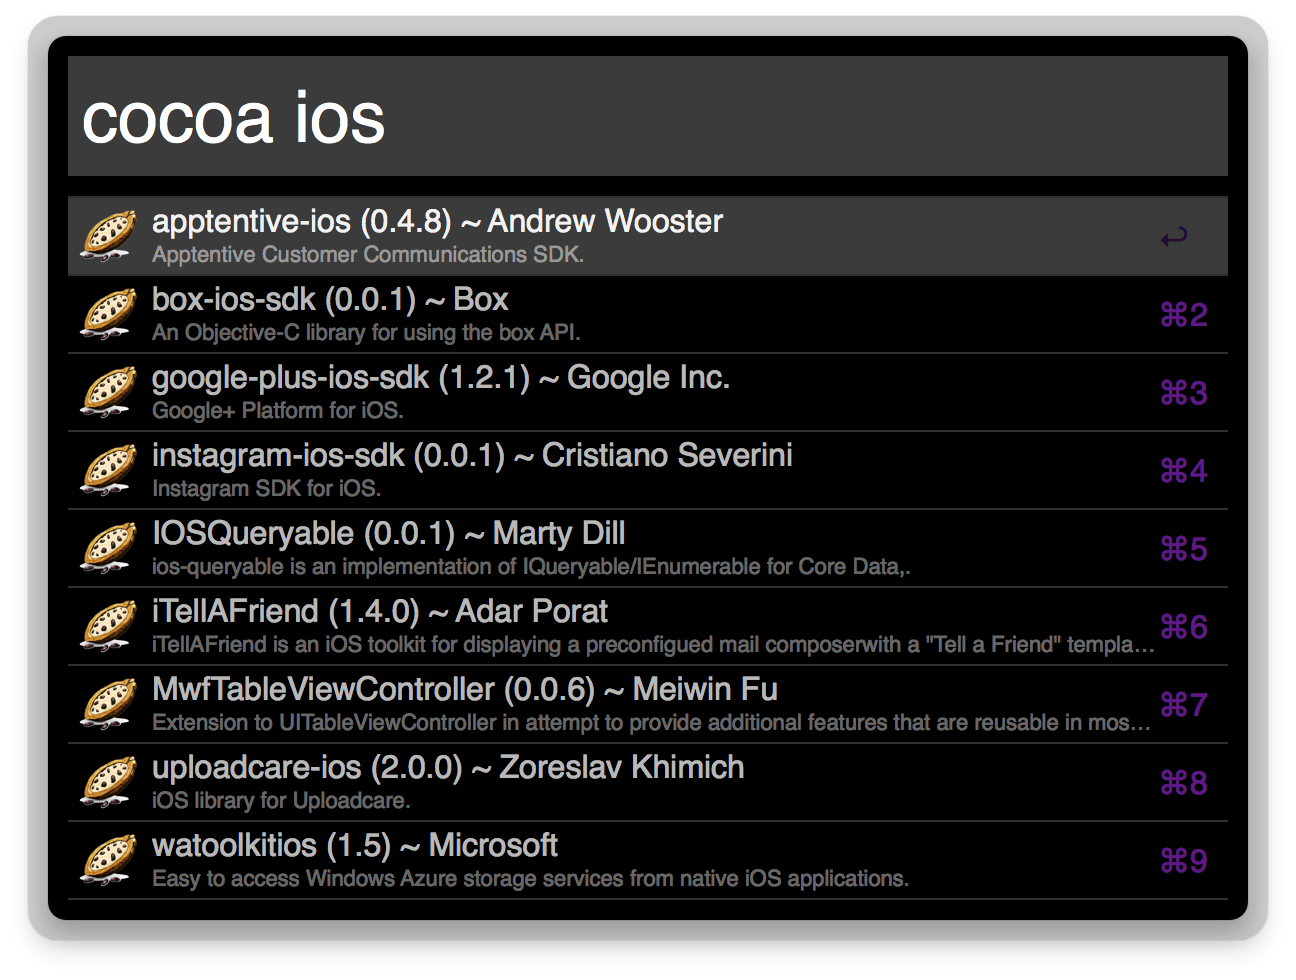 cocoa ios
apptentive-ios (0.4.8) ~ Andrew Wooster
Apptentive Customer Communications SDK.
↩
box-ios-sdk (0.0.1) ~ Box
An Objective-C library for using the box API.
⌘2
google-plus-ios-sdk (1.2.1) ~ Google Inc.
Google+ Platform for iOS.
⌘3
instagram-ios-sdk (0.0.1) ~ Cristiano Severini
Instagram SDK for iOS.
⌘4
IOSQueryable (0.0.1) ~ Marty Dill
ios-queryable is an implementation of IQueryable/IEnumerable for Core Data,.
⌘5
iTellAFriend (1.4.0) ~ Adar Porat
iTellAFriend is an iOS toolkit for displaying a preconfigued mail composerwith a "Tell a Friend" templa...
⌘6
MwfTableViewController (0.0.6) ~ Meiwin Fu
Extension to UITableViewController in attempt to provide additional features that are reusable in mos...
⌘7
uploadcare-ios (2.0.0) ~ Zoreslav Khimich
iOS library for Uploadcare.
⌘8
watoolkitios (1.5) ~ Microsoft
Easy to access Windows Azure storage services from native iOS applications.
⌘9